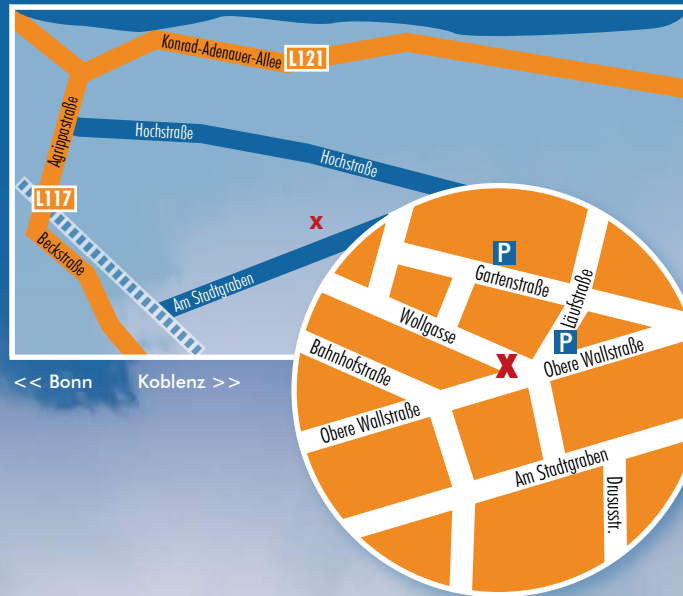 Konrad-Adenauer-Allee
L121
Agrippastraße
Hochstraße
Hochstraße
L117
X
Beckstraße
Am Stadtgraben
<< Bonn
Koblenz >>
P
Gartenstraße
Läufstraße
Wollgasse
P
Bahnhofstraße
X
Obere Wallstraße
Obere Wallstraße
Am Stadtgraben
Drususstr.